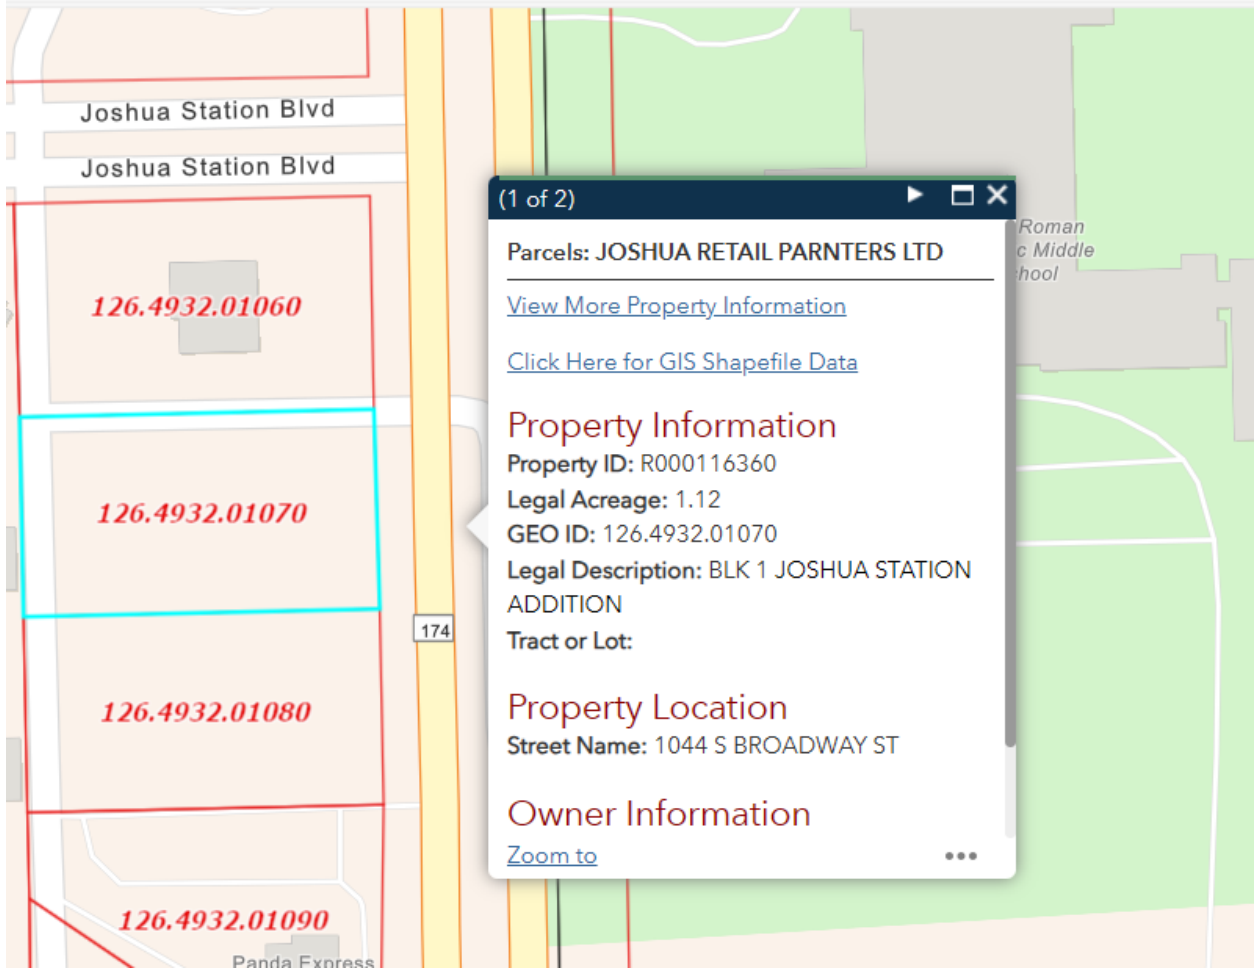 Joshua Station Blvd
Joshua Station Blvd
126.4932.01060
126.4932.01070
174
126.4932.01080
126.4932.01090
Panda Express
Roman
c Middle
hool
(1 of 2)
Parcels: JOSHUA RETAIL PARNTERS LTD
View More Property Information
Click Here for GIS Shapefile Data
Property Information
Property ID: R000116360
Legal Acreage: 1.12
GEO ID: 126.4932.01070
Legal Description: BLK 1 JOSHUA STATION
ADDITION
Tract or Lot:
Property Location
Street Name: 1044 S BROADWAY ST
Owner Information
Zoom to